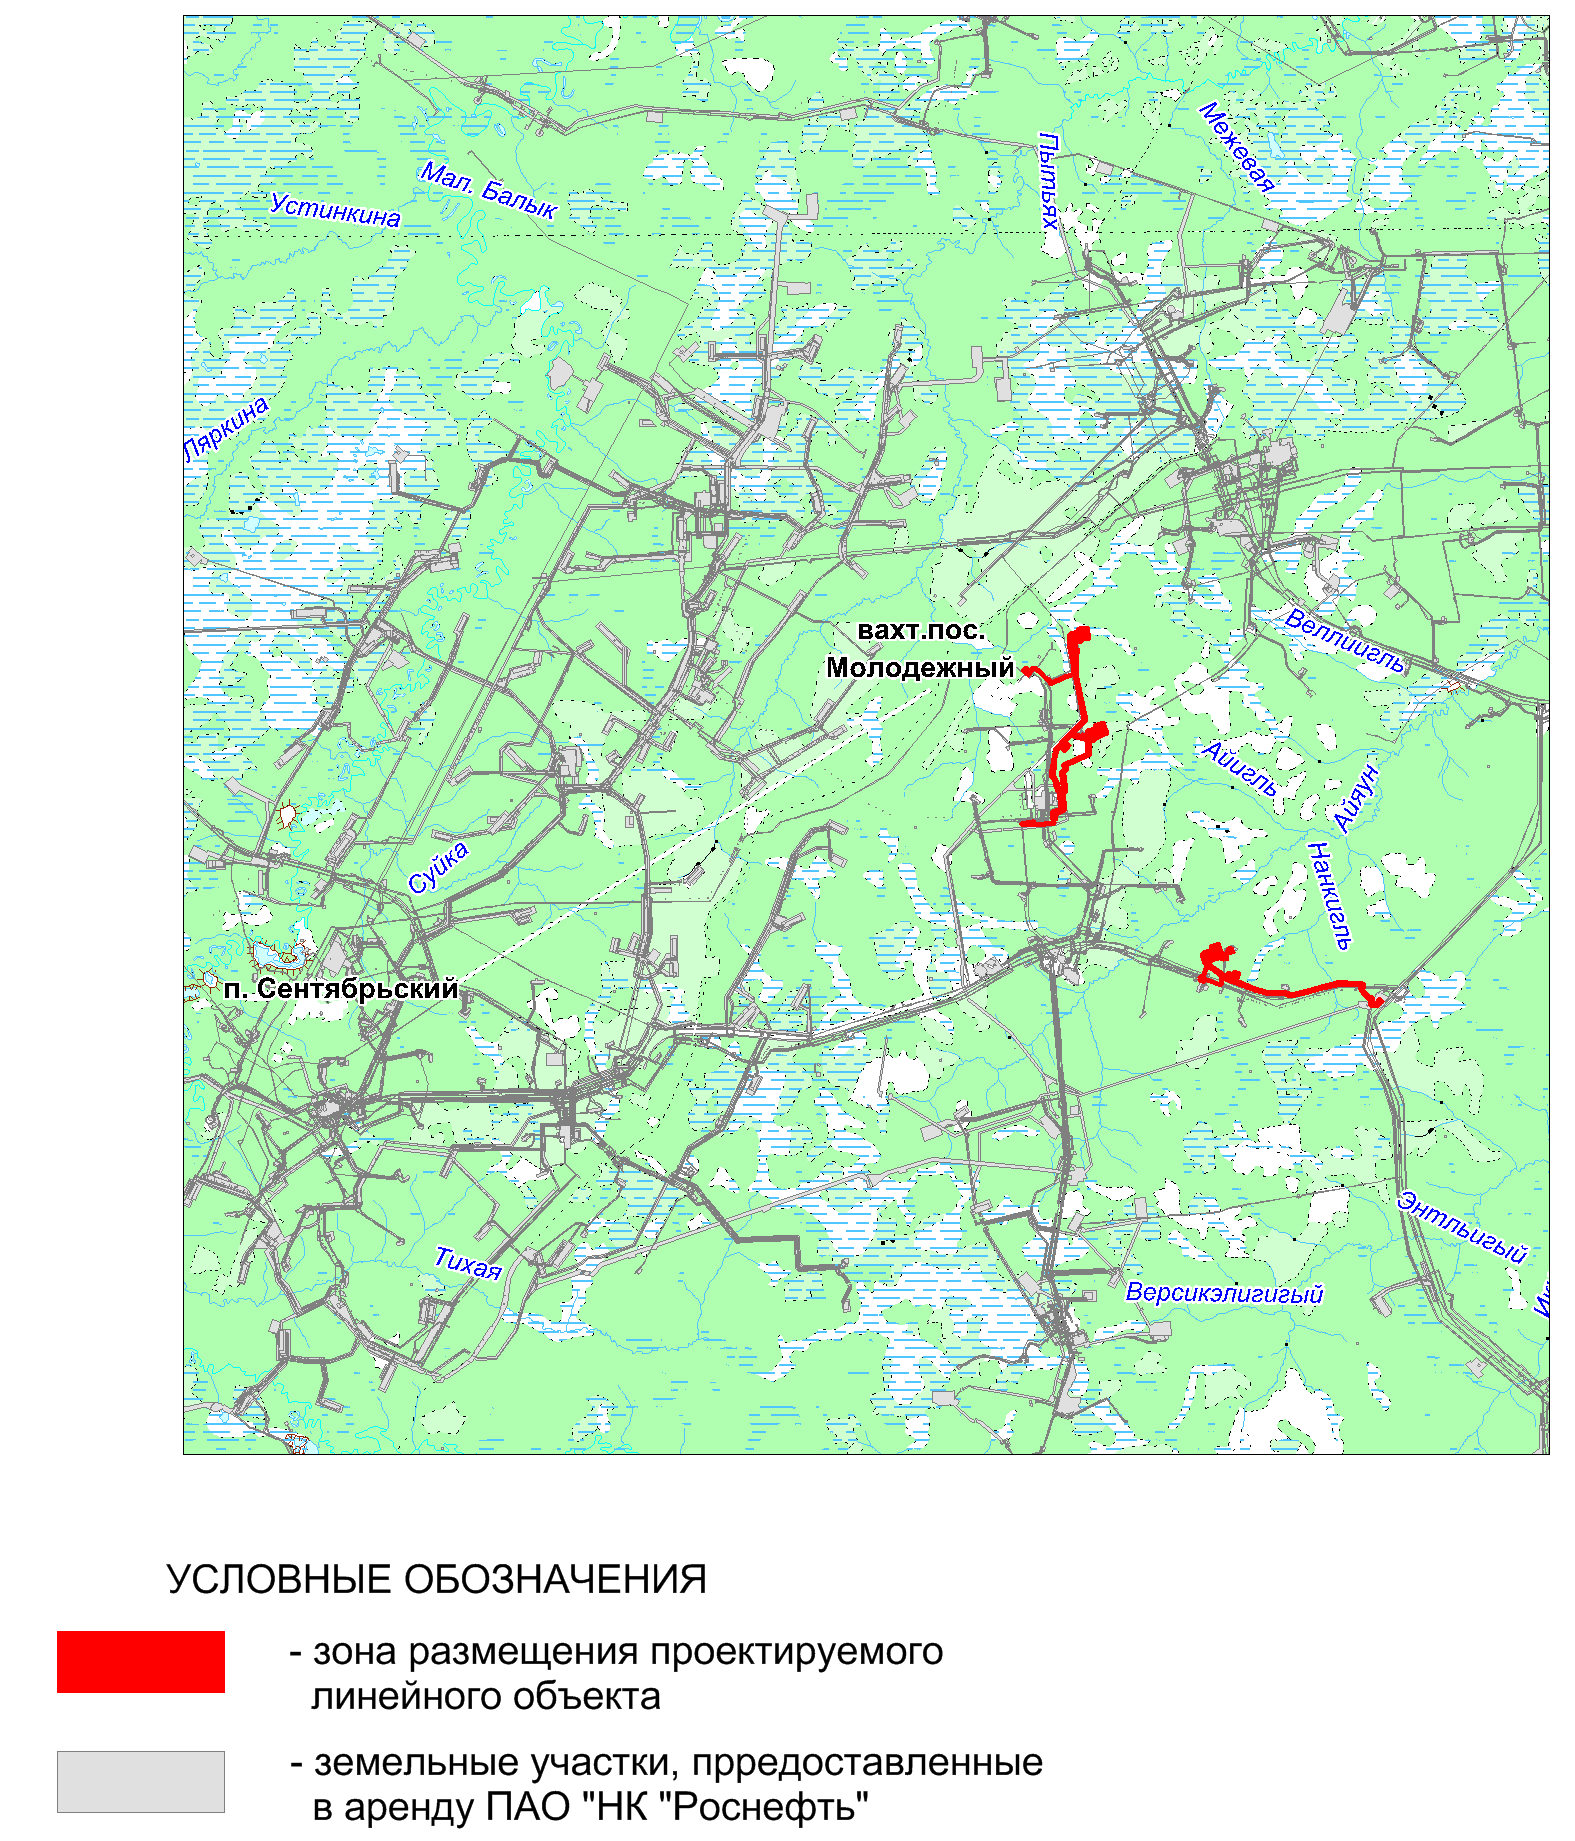 Межевая
Пытьях
Мал. Балык
Устинкина
Ляркина
вахт.пос.
Молодежный
Веллиигль
Айигль
Айяун
Нанкигль
Суйка
п. Сентябрьский
Энтльигый
Тихая
Версикэлигигый
УСЛОВНЫЕ ОБОЗНАЧЕНИЯ
- зона размещения проектируемого
линейного объекта
- земельные участки, прредоставленные
в аренду ПАО "НК "Роснефть"